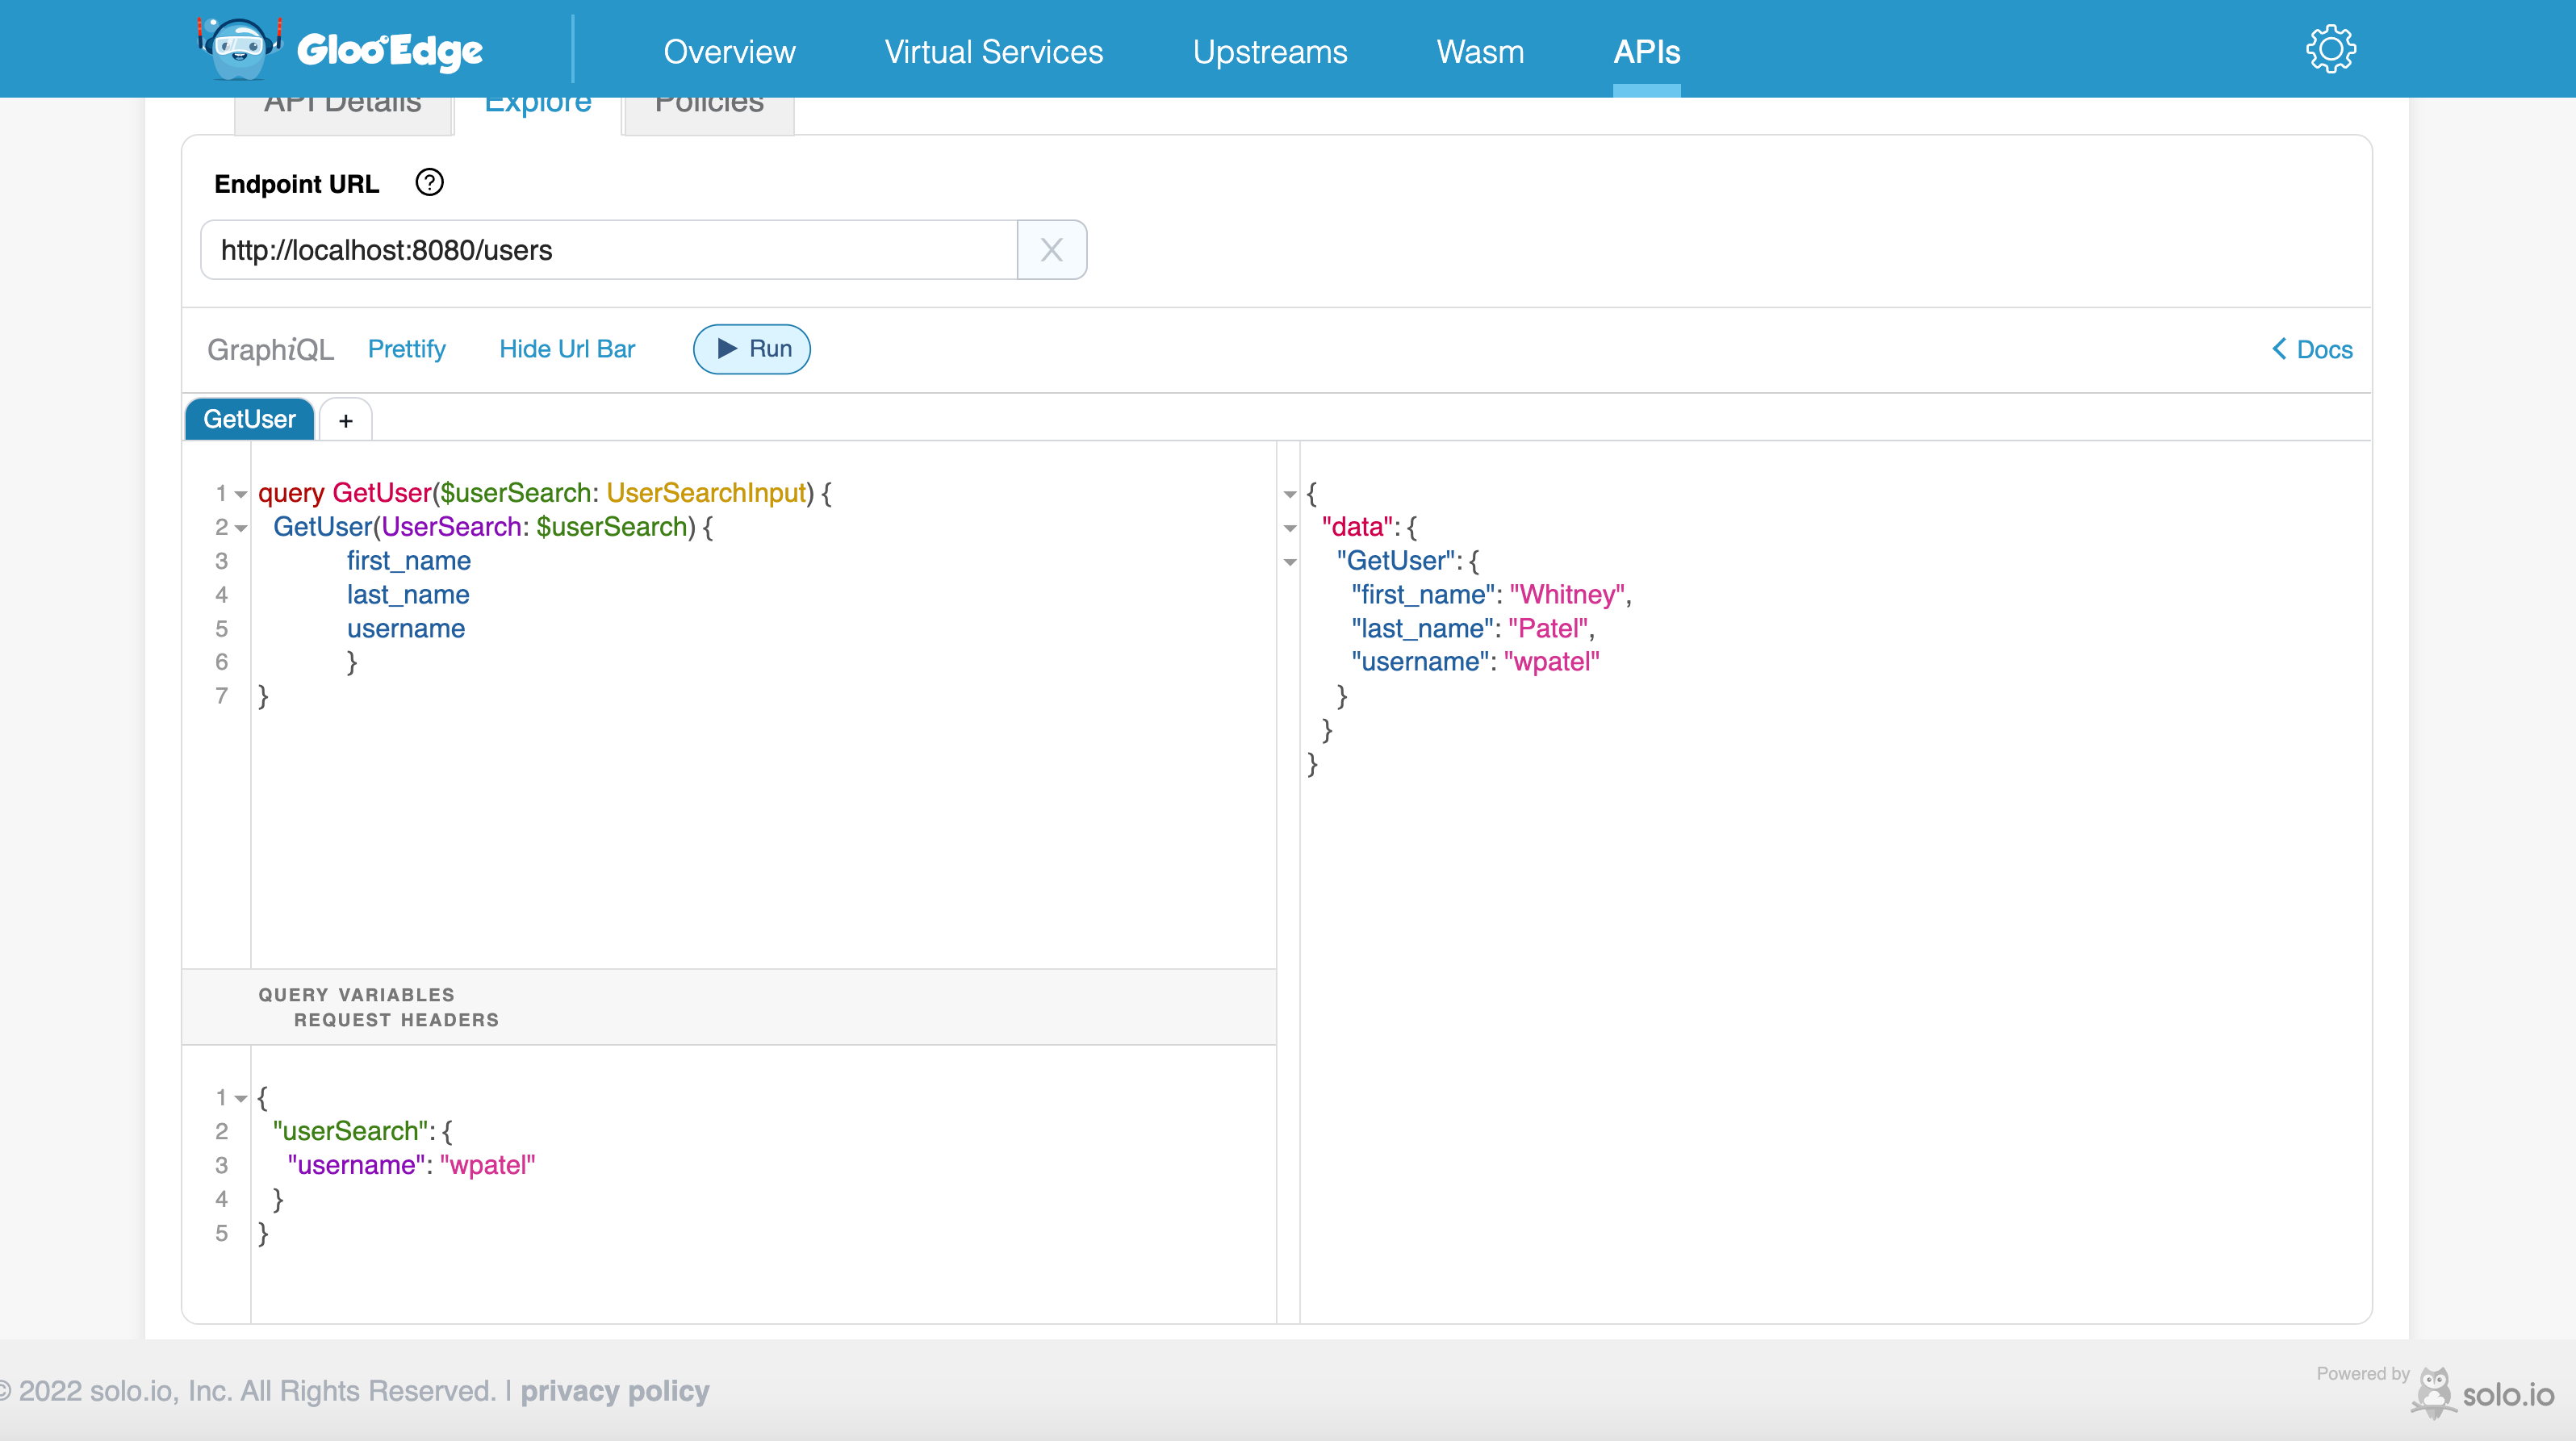 Gloo Edge
Overview Virtual Services Upstreams Wasm APIs
API Details Explore Policies
Endpoint URL ?
http://localhost:8080/users X
GraphiQL Prettify Hide Url Bar Run Docs
GetUser +
1 query GetUser($userSearch: UserSearchInput) {
2 GetUser(UserSearch: $userSearch) {
3 first_name
4 last_name
5 username
6 }
7 }
{
"data": {
"GetUser": {
"first_name": "Whitney",
"last_name": "Patel",
"username": "wpatel"
}
}
}
QUERY VARIABLES
REQUEST HEADERS
1 {
2 "userSearch": {
3 "username": "wpatel"
4 }
5 }
© 2022 solo.io, Inc. All Rights Reserved. | privacy policy
Powered by solo.io